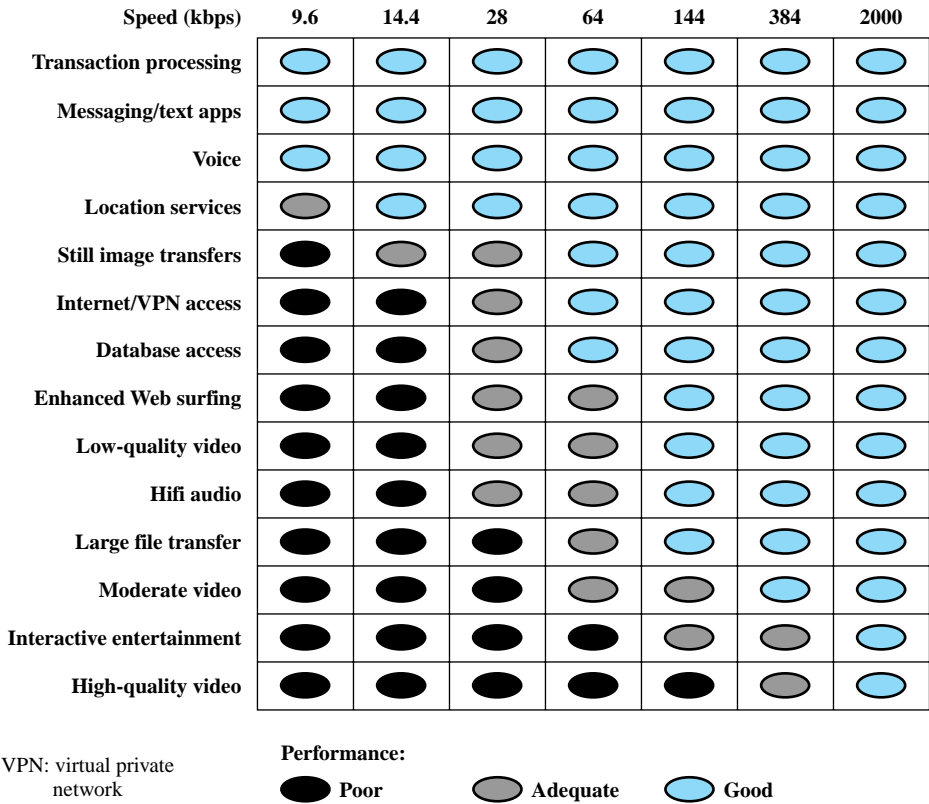 Speed (kbps) 9.6 14.4 28 64 144 384 2000
Transaction processing
Messaging/text apps
Voice
Location services
Still image transfers
Internet/VPN access
Database access
Enhanced Web surfing
Low-quality video
Hifi audio
Large file transfer
Moderate video
Interactive entertainment
High-quality video
VPN: virtual private
network
Performance:
Poor Adequate Good